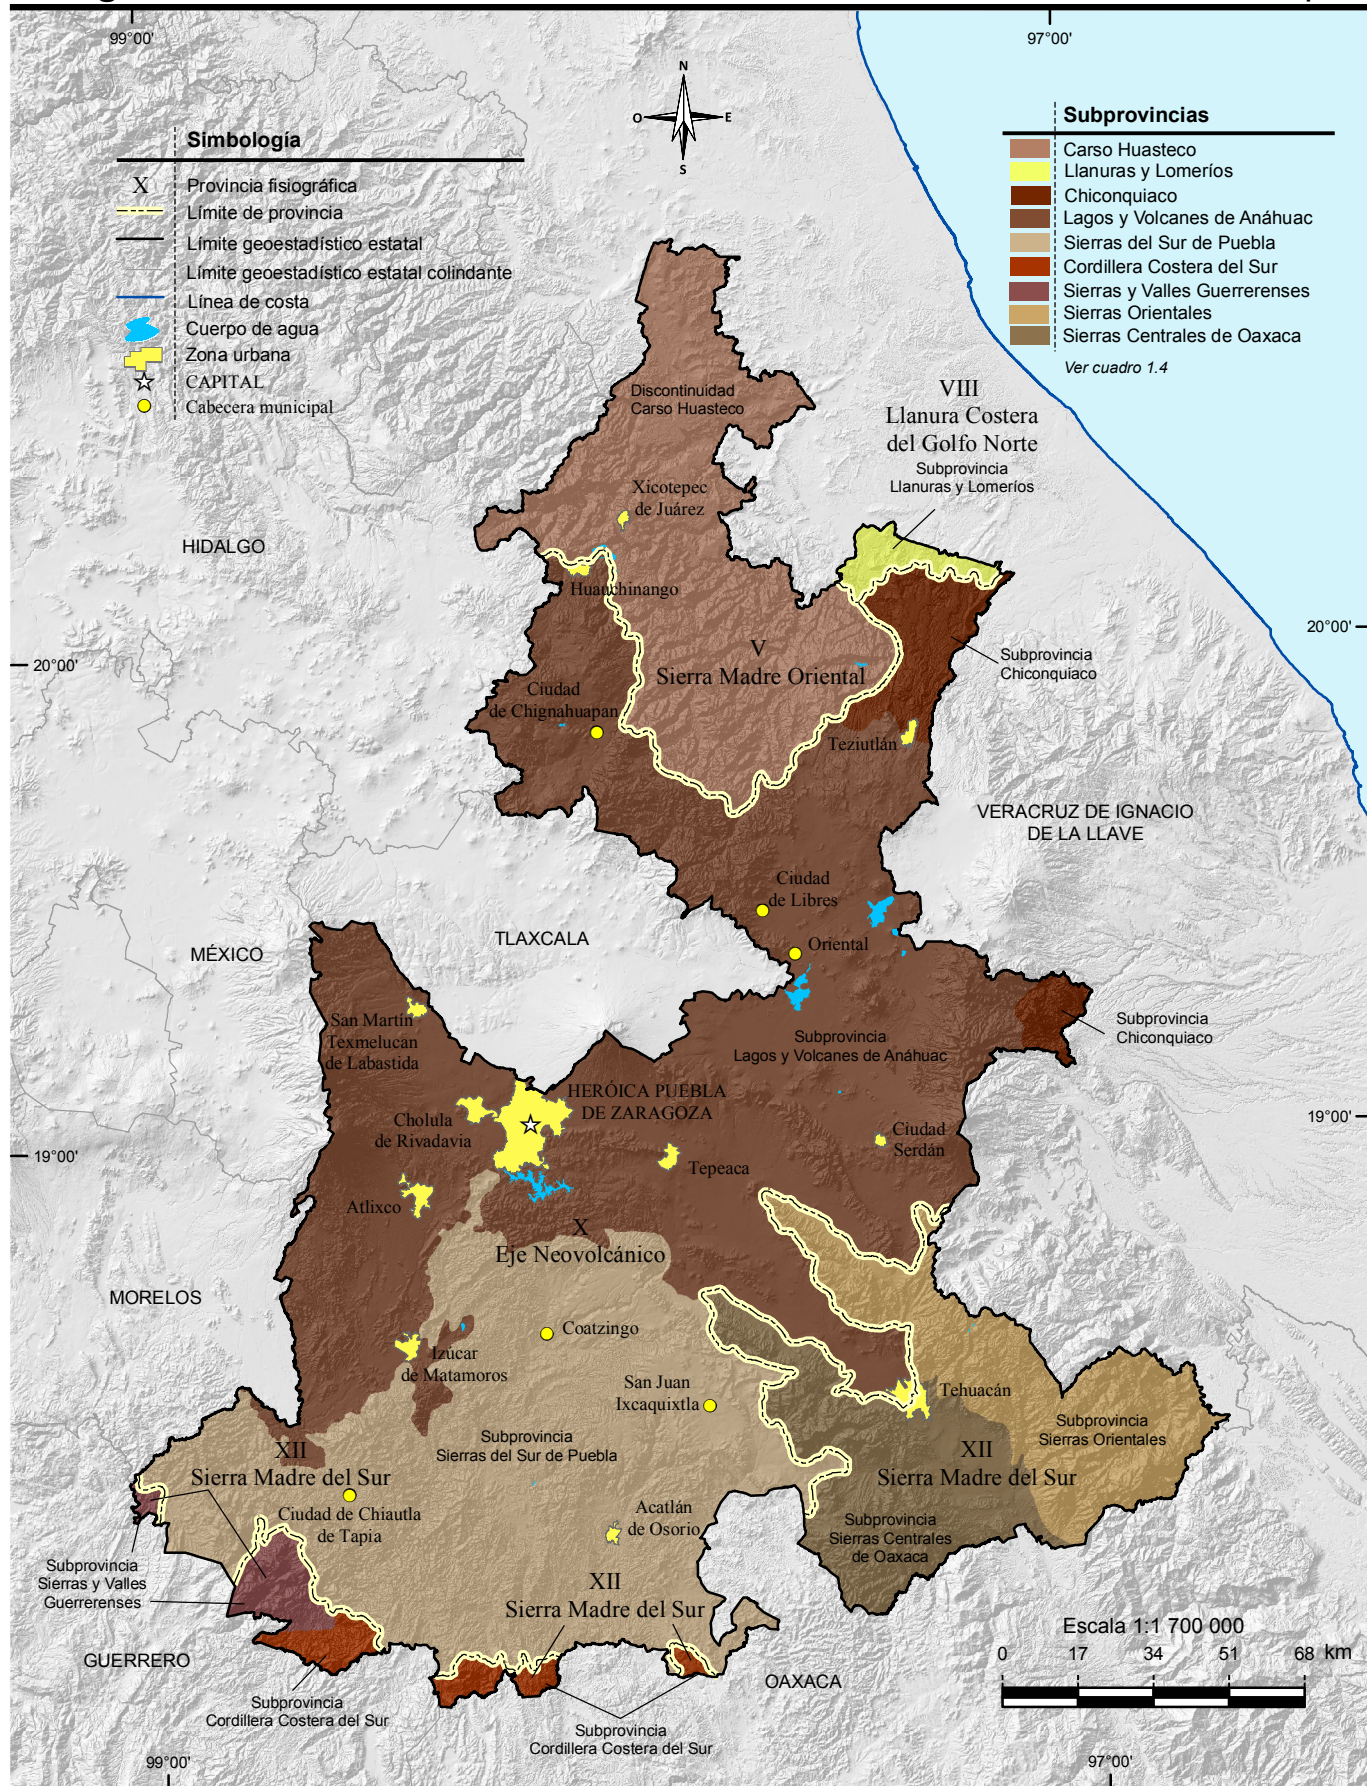 99°00'
97°00'
N
O
E
S
Simbología
X
Provincia fisiográfica
Límite de provincia
Límite geoestadístico estatal
Límite geoestadístico estatal colindante
Línea de costa
Cuerpo de agua
Zona urbana
CAPITAL
Cabecera municipal
Subprovincias
Carso Huasteco
Llanuras y Lomeríos
Chiconquiaco
Lagos y Volcanes de Anáhuac
Sierras del Sur de Puebla
Cordillera Costera del Sur
Sierras y Valles Guerrerenses
Sierras Orientales
Sierras Centrales de Oaxaca
Ver cuadro 1.4
Discontinuidad
Carso Huasteco
VIII
Llanura Costera
del Golfo Norte
Subprovincia
Llanuras y Lomeríos
Xicotepec
de Juárez
HIDALGO
Huauchinango
20°00'
20°00'
V
Sierra Madre Oriental
Subprovincia
Chiconquiaco
Ciudad
de Chignahuapan
Teziutlán
VERACRUZ DE IGNACIO
DE LA LLAVE
Ciudad
de Libres
Oriental
TLAXCALA
MÉXICO
San Martín
Texmelucan
de Labastida
Subprovincia
Lagos y Volcanes de Anáhuac
Subprovincia
Chiconquiaco
HERÓICA PUEBLA
DE ZARAGOZA
Cholula
de Rivadavia
19°00'
19°00'
Ciudad
Serdán
Tepeaca
Atlixco
X
Eje Neovolcánico
MORELOS
Coatzingo
Izúcar
de Matamoros
San Juan
Ixcaquixtla
Tehuacán
Subprovincia
Sierras Orientales
Subprovincia
Sierras del Sur de Puebla
XII
Sierra Madre del Sur
XII
Sierra Madre del Sur
Ciudad de Chiautla
de Tapia
Acatlán
de Osorio
Subprovincia
Sierras Centrales
de Oaxaca
Subprovincia
Sierras y Valles
Guerrerenses
XII
Sierra Madre del Sur
Escala 1:1 700 000
0 17 34 51 68 km
GUERRERO
OAXACA
Subprovincia
Cordillera Costera del Sur
Subprovincia
Cordillera Costera del Sur
99°00'
97°00'